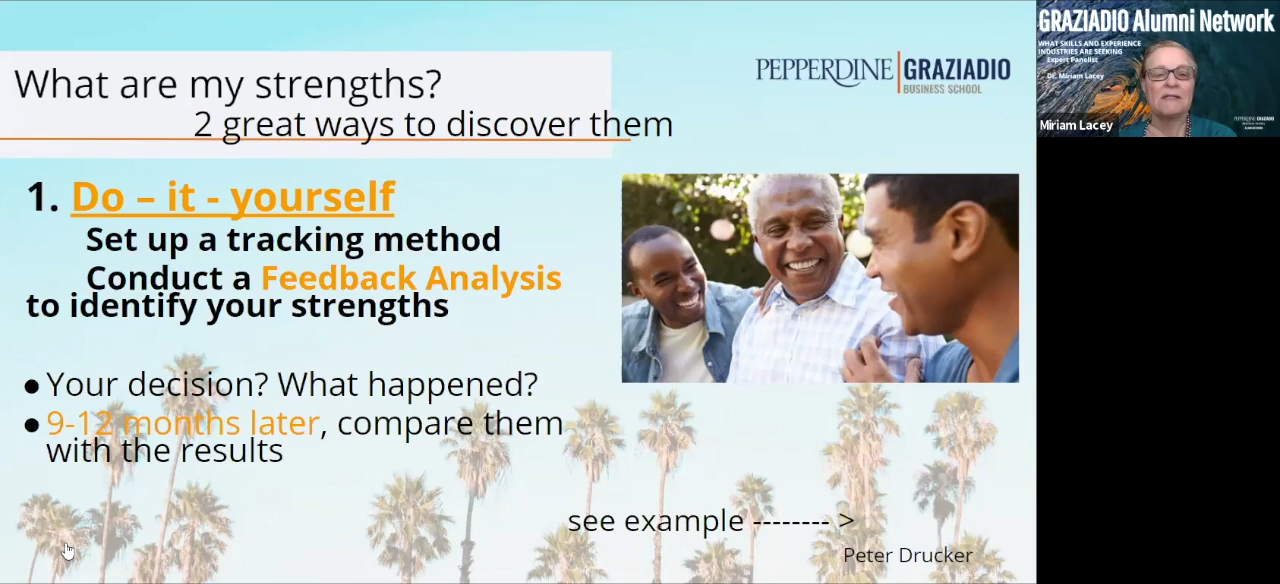 What are my strengths?
2 great ways to discover them
PEPPERDINE | GRAZIADIO
BUSINESS SCHOOL
1. Do – it - yourself
Set up a tracking method
Conduct a Feedback Analysis
to identify your strengths
● Your decision? What happened?
● 9-12 months later, compare them
with the results
see example -------- >
Peter Drucker
GRAZIADIO Alumni Network
WHAT SKILLS AND EXPERIENCE
INDUSTRIES ARE SEEKING
Expert Panelist
Dr. Miriam Lacey
Miriam Lacey
PEPPERDINE GRAZIADIO